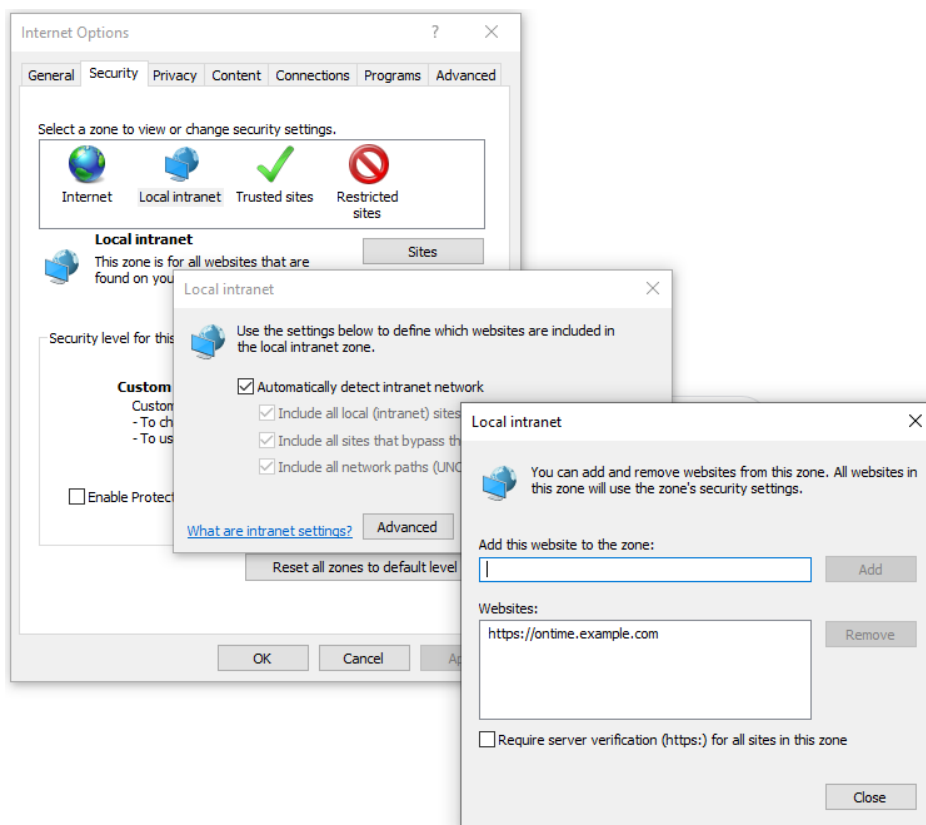 Internet Options
?
General Security Privacy Content Connections Programs Advanced
Select a zone to view or change security settings.
Internet
Local intranet
Trusted sites
Restricted
sites
Local intranet
This zone is for all websites that are
found on you
Sites
Security level for this
Custom
Custom
- To ch
- To us
Enable Protect
Reset all zones to default level
OK
Cancel
Ap
Local intranet
Use the settings below to define which websites are included in
the local intranet zone.
Automatically detect intranet network
Include all local (intranet) sites
Include all sites that bypass th
Include all network paths (UNC
What are intranet settings?
Advanced
Local intranet
You can add and remove websites from this zone. All websites in
this zone will use the zone's security settings.
Add this website to the zone:
Add
Websites:
https://ontime.example.com
Remove
Require server verification (https:) for all sites in this zone
Close